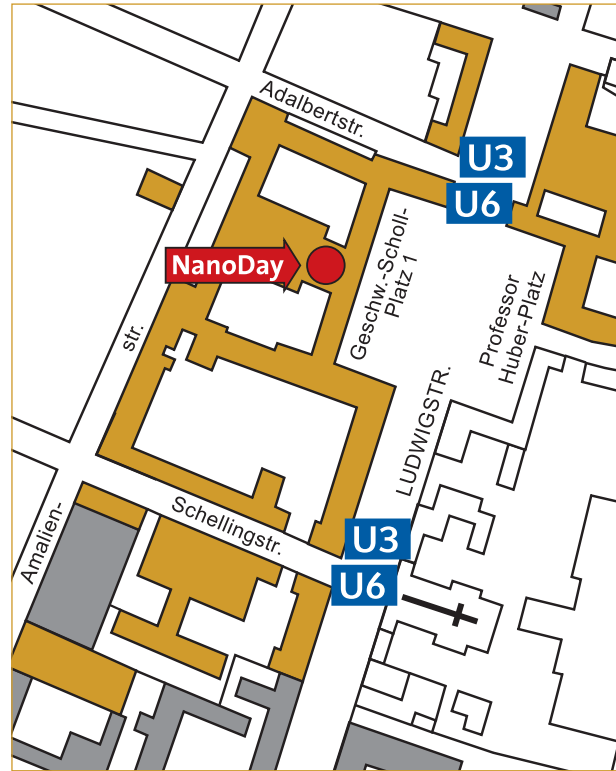 Adalbertstr.
U3
U6
NanoDay
Geschw.-Scholl-
Platz 1
Professor
Huber-Platz
str.
LUDWIGSTR.
Amalien-
Schellingstr.
U3
U6